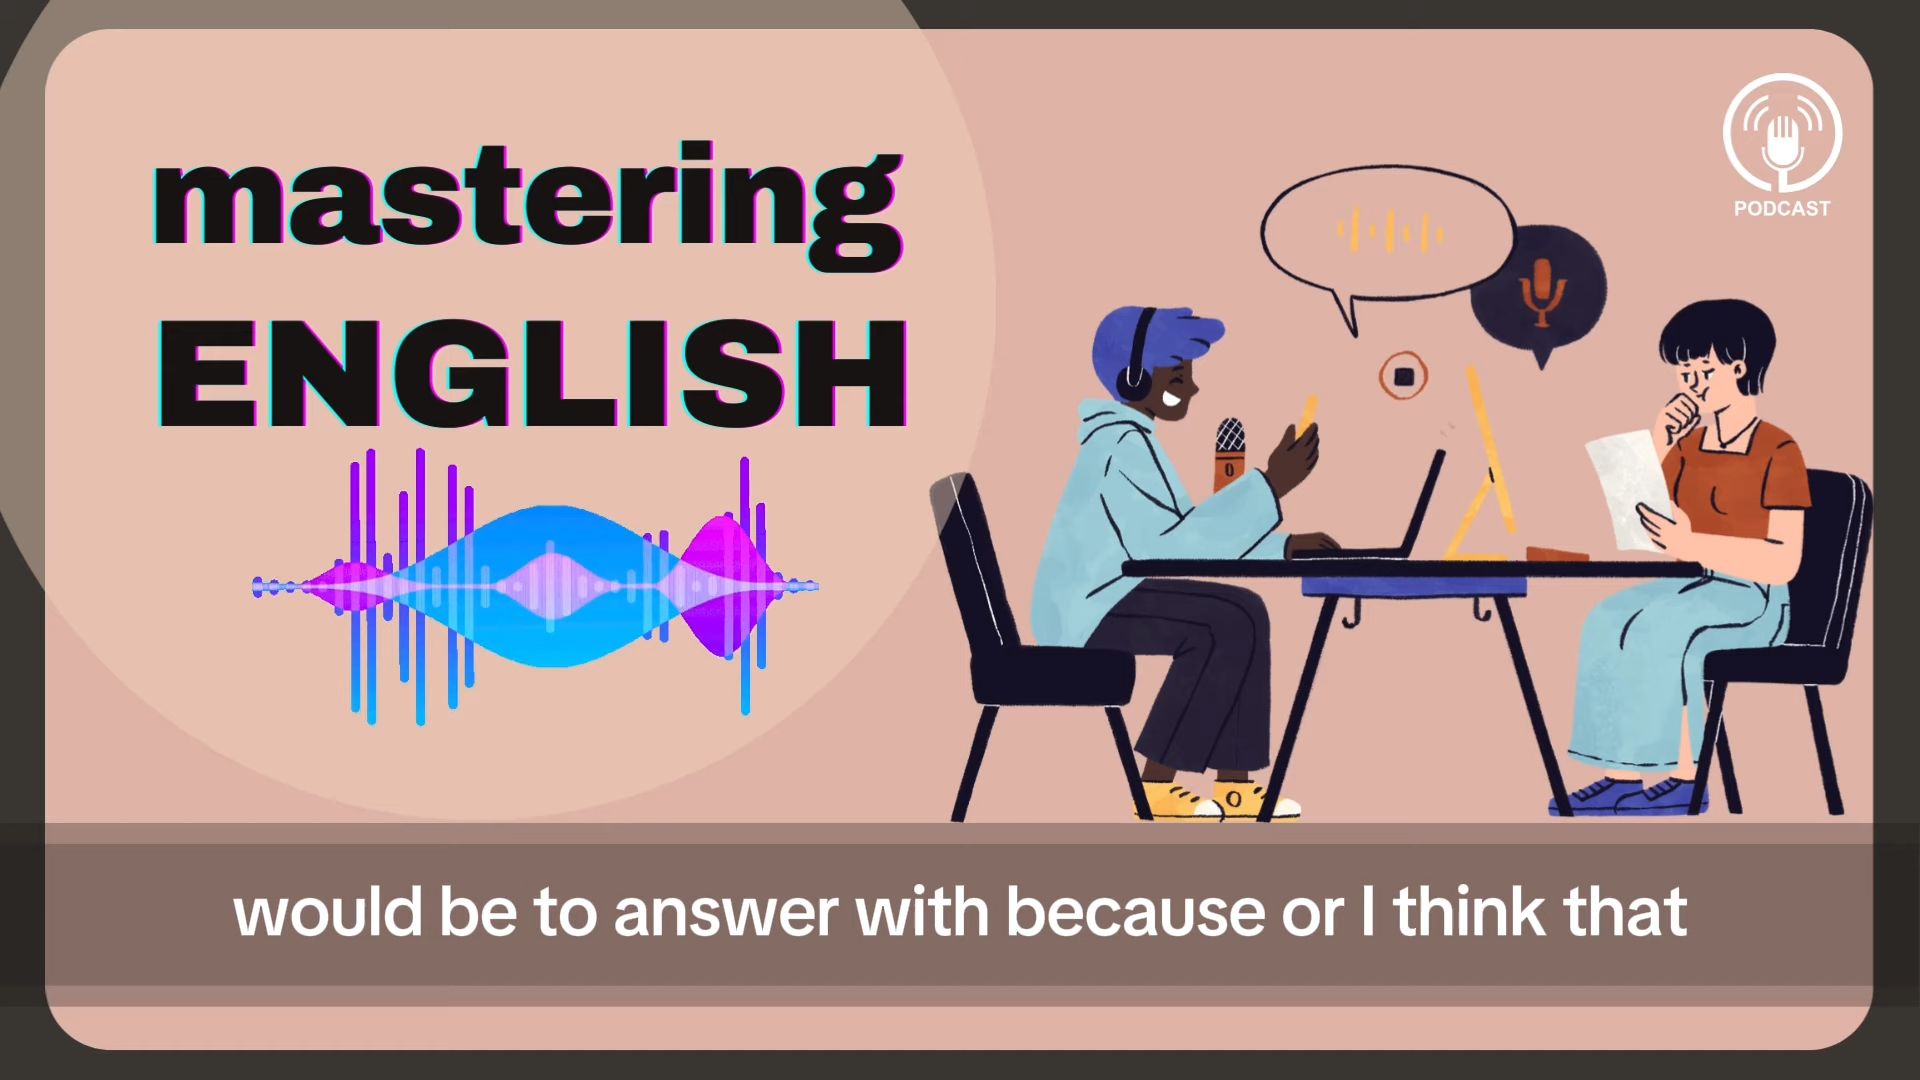 mastering
ENGLISH
PODCAST
would be to answer with because or I think that